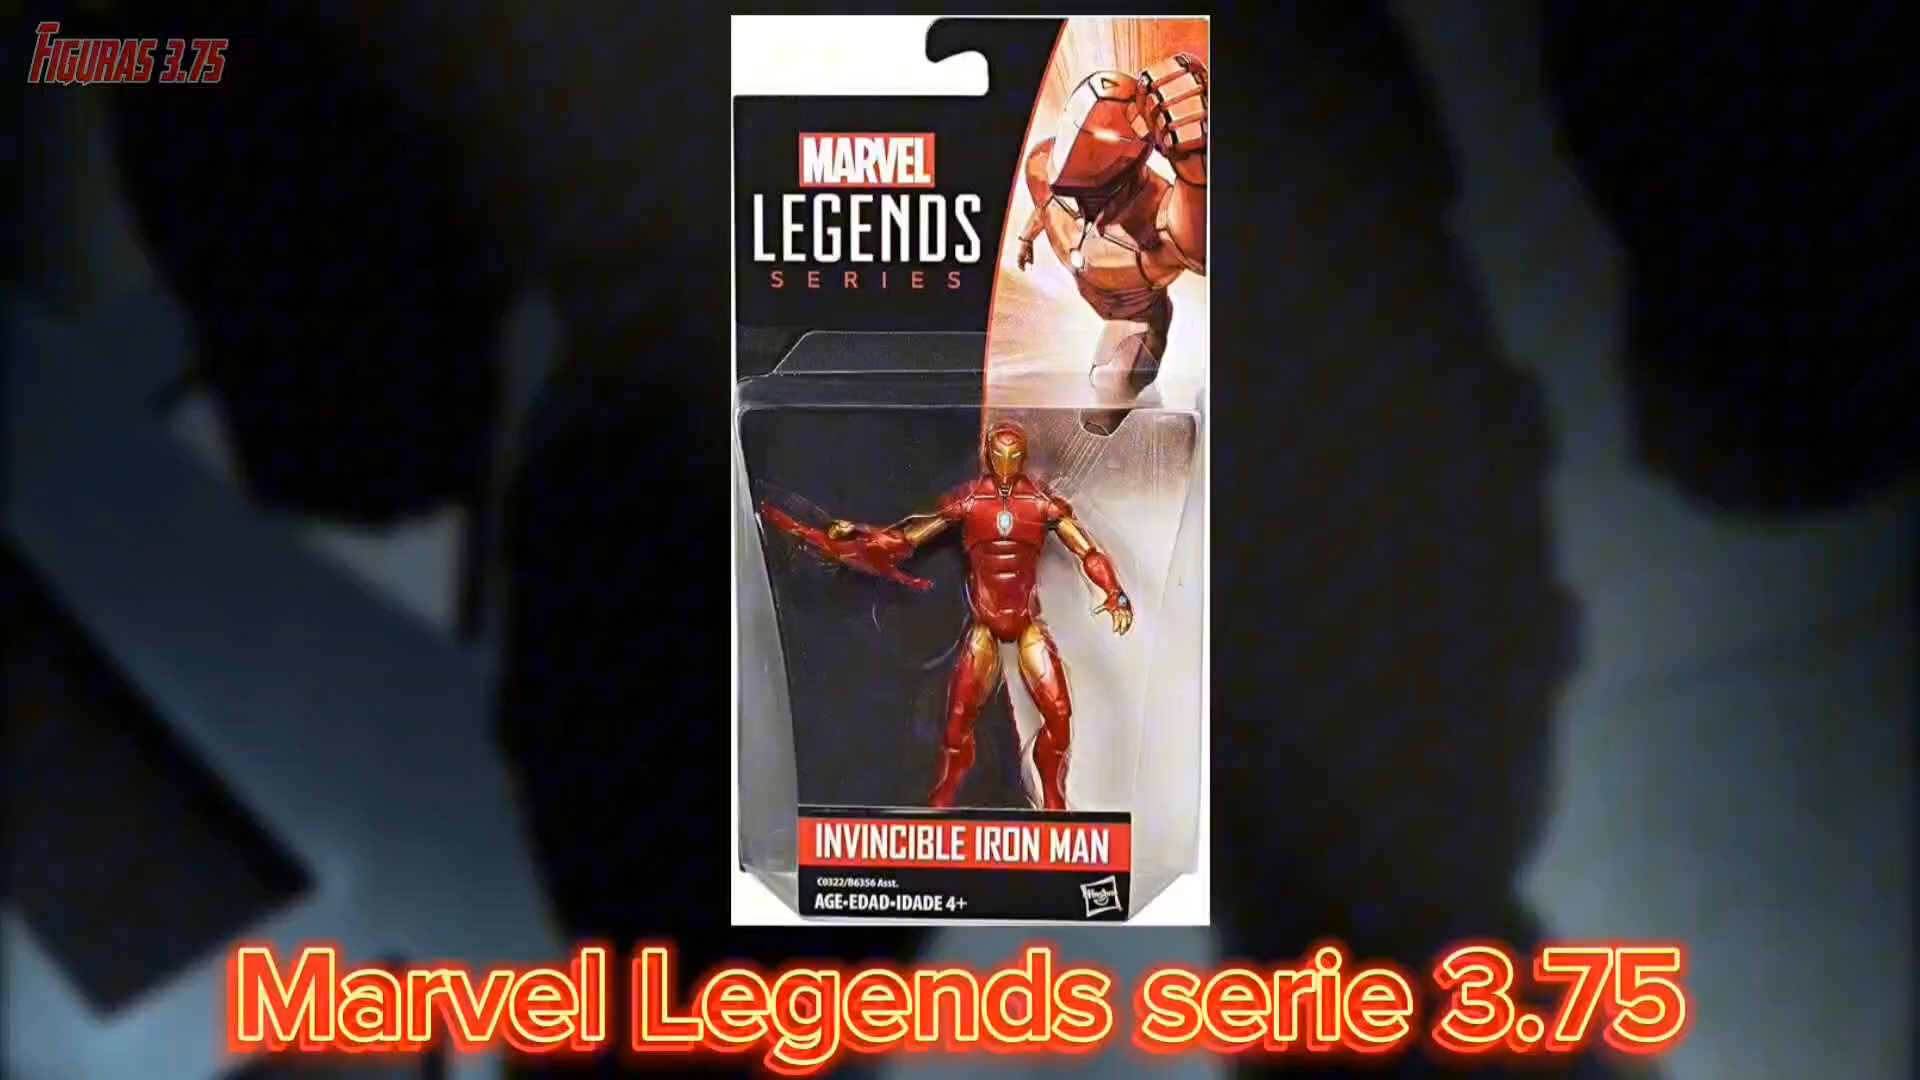 FIGURAS 3.75
MARVEL
LEGENDS
SERIES
INVINCIBLE IRON MAN
C0322/B6356 Asst.
AGE•EDAD•IDADE 4+
Hasbro
Marvel Legends serie 3.75